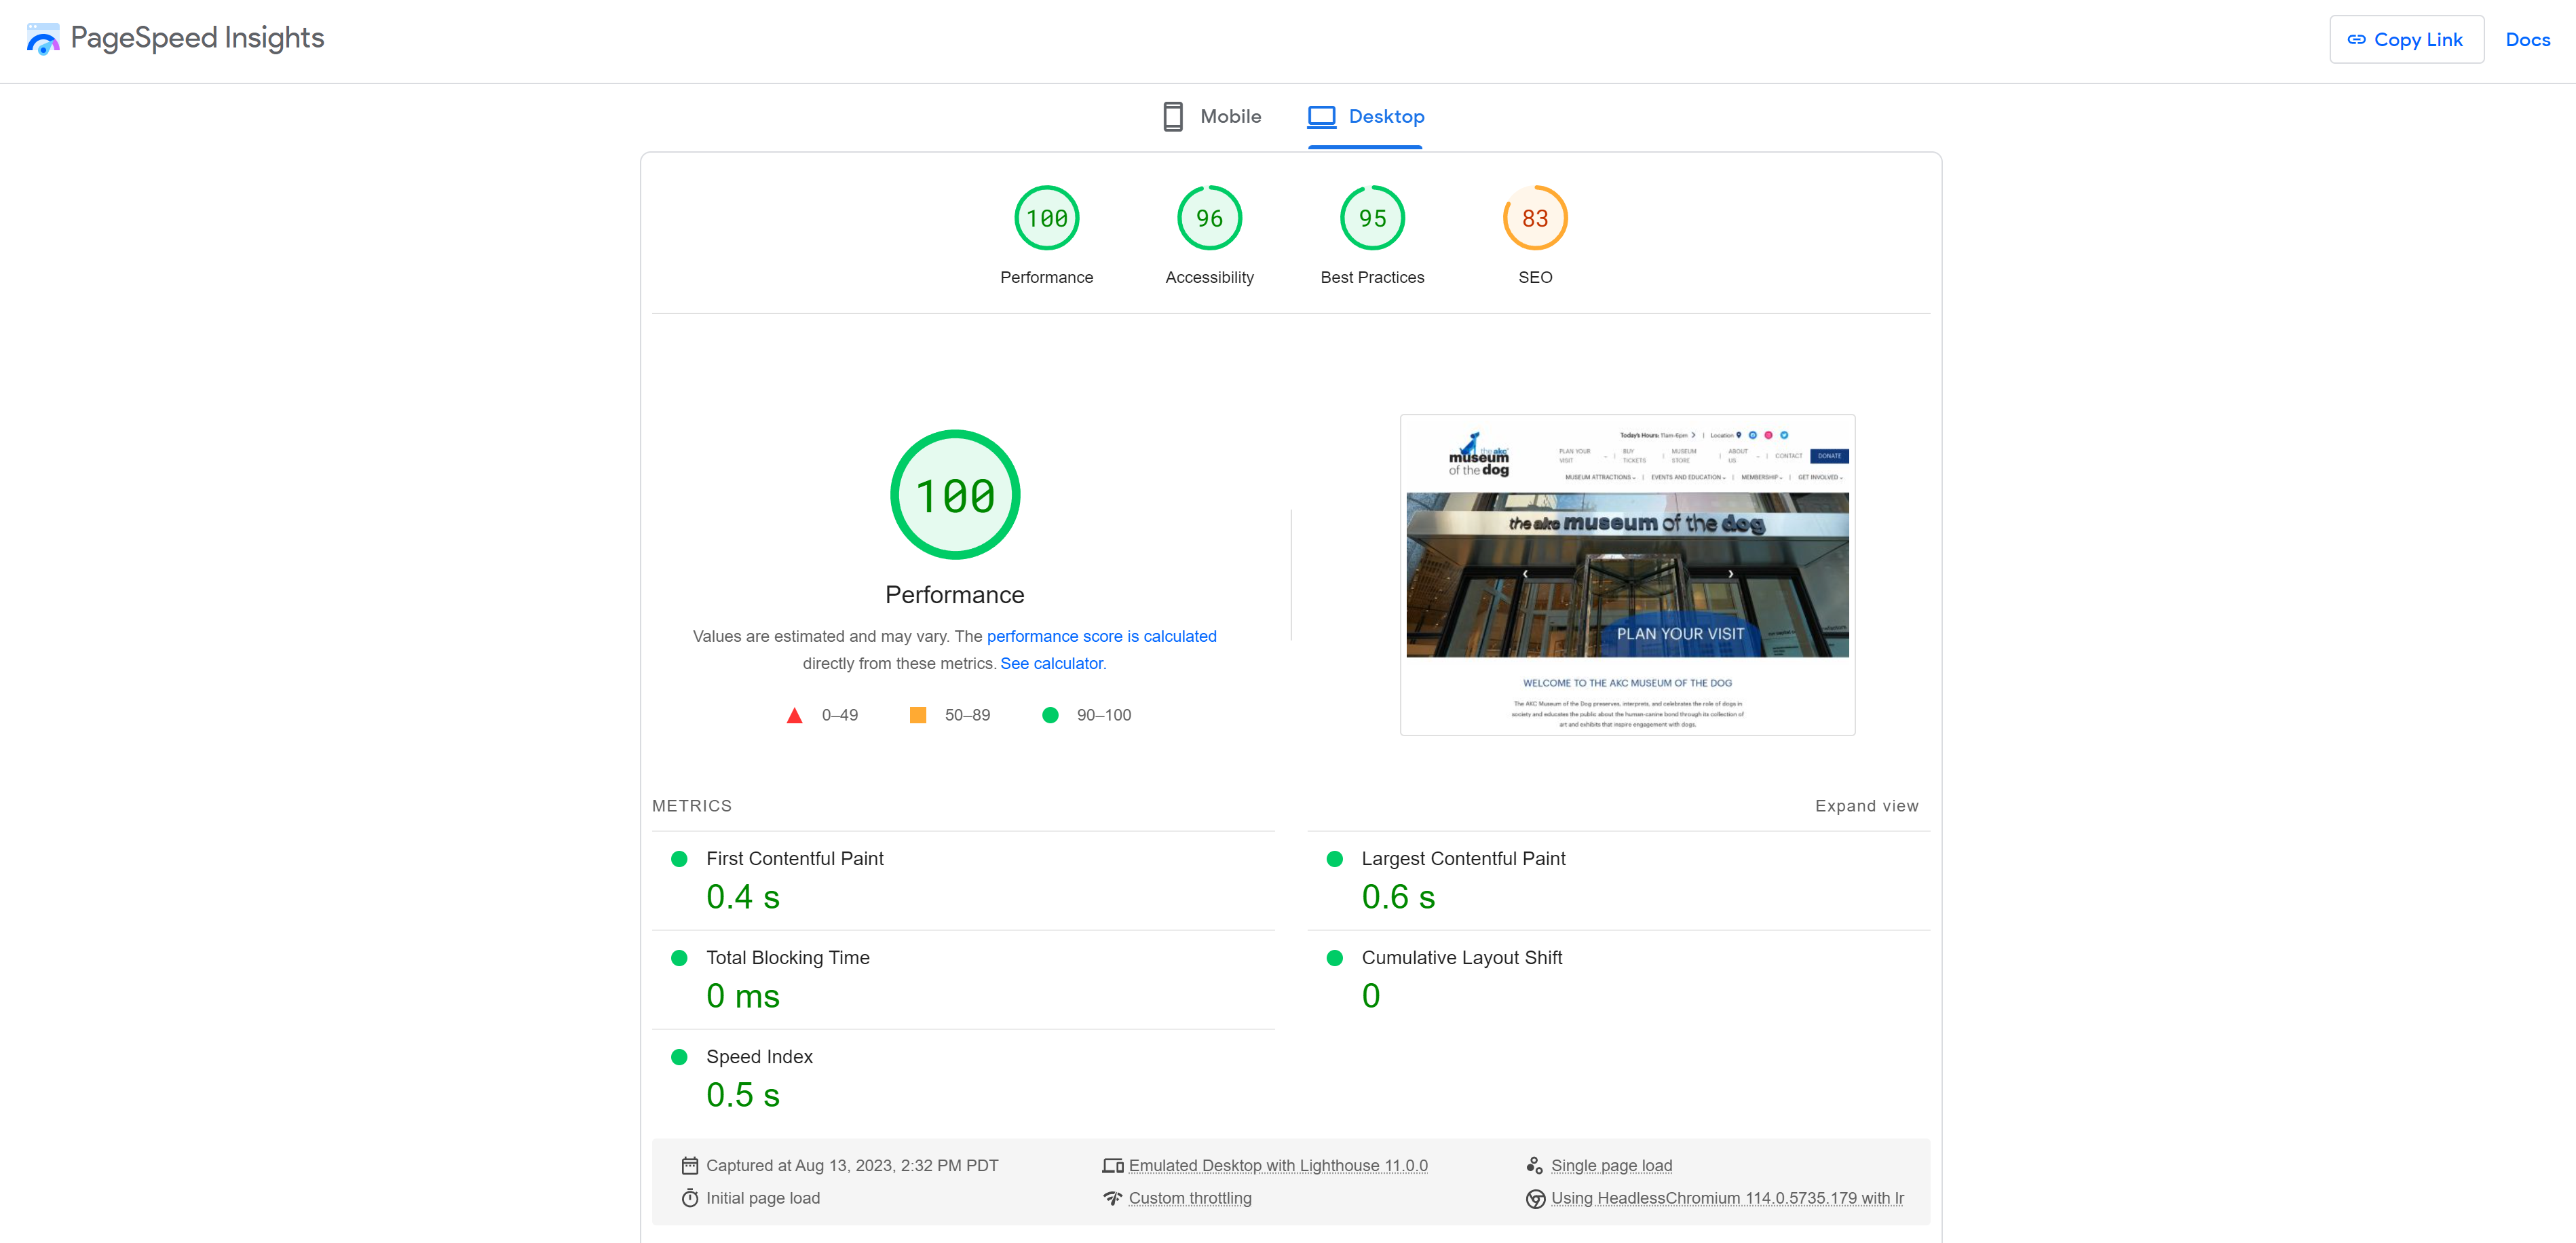 PageSpeed Insights
Copy Link
Docs
Mobile
Desktop
100
96
95
83
Performance
Accessibility
Best Practices
SEO
100
Performance
Values are estimated and may vary. The performance score is calculated
directly from these metrics. See calculator.
0–49
50–89
90–100
Today's Hours: 11am-6pm
Location
the akc
museum
of the dog
PLAN YOUR
VISIT
BUY
TICKETS
MUSEUM
STORE
ABOUT
US
CONTACT
DONATE
MUSEUM ATTRACTIONS
EVENTS AND EDUCATION
MEMBERSHIP
GET INVOLVED
the akc museum of the dog
PLAN YOUR VISIT
WELCOME TO THE AKC MUSEUM OF THE DOG
The AKC Museum of the Dog preserves, interprets, and celebrates the role of dogs in
society and educates the public about the human-canine bond through its collection of
art and exhibits that inspire engagement with dogs.
METRICS
Expand view
First Contentful Paint
0.4 s
Largest Contentful Paint
0.6 s
Total Blocking Time
0 ms
Cumulative Layout Shift
0
Speed Index
0.5 s
Captured at Aug 13, 2023, 2:32 PM PDT
Emulated Desktop with Lighthouse 11.0.0
Single page load
Initial page load
Custom throttling
Using HeadlessChromium 114.0.5735.179 with lr